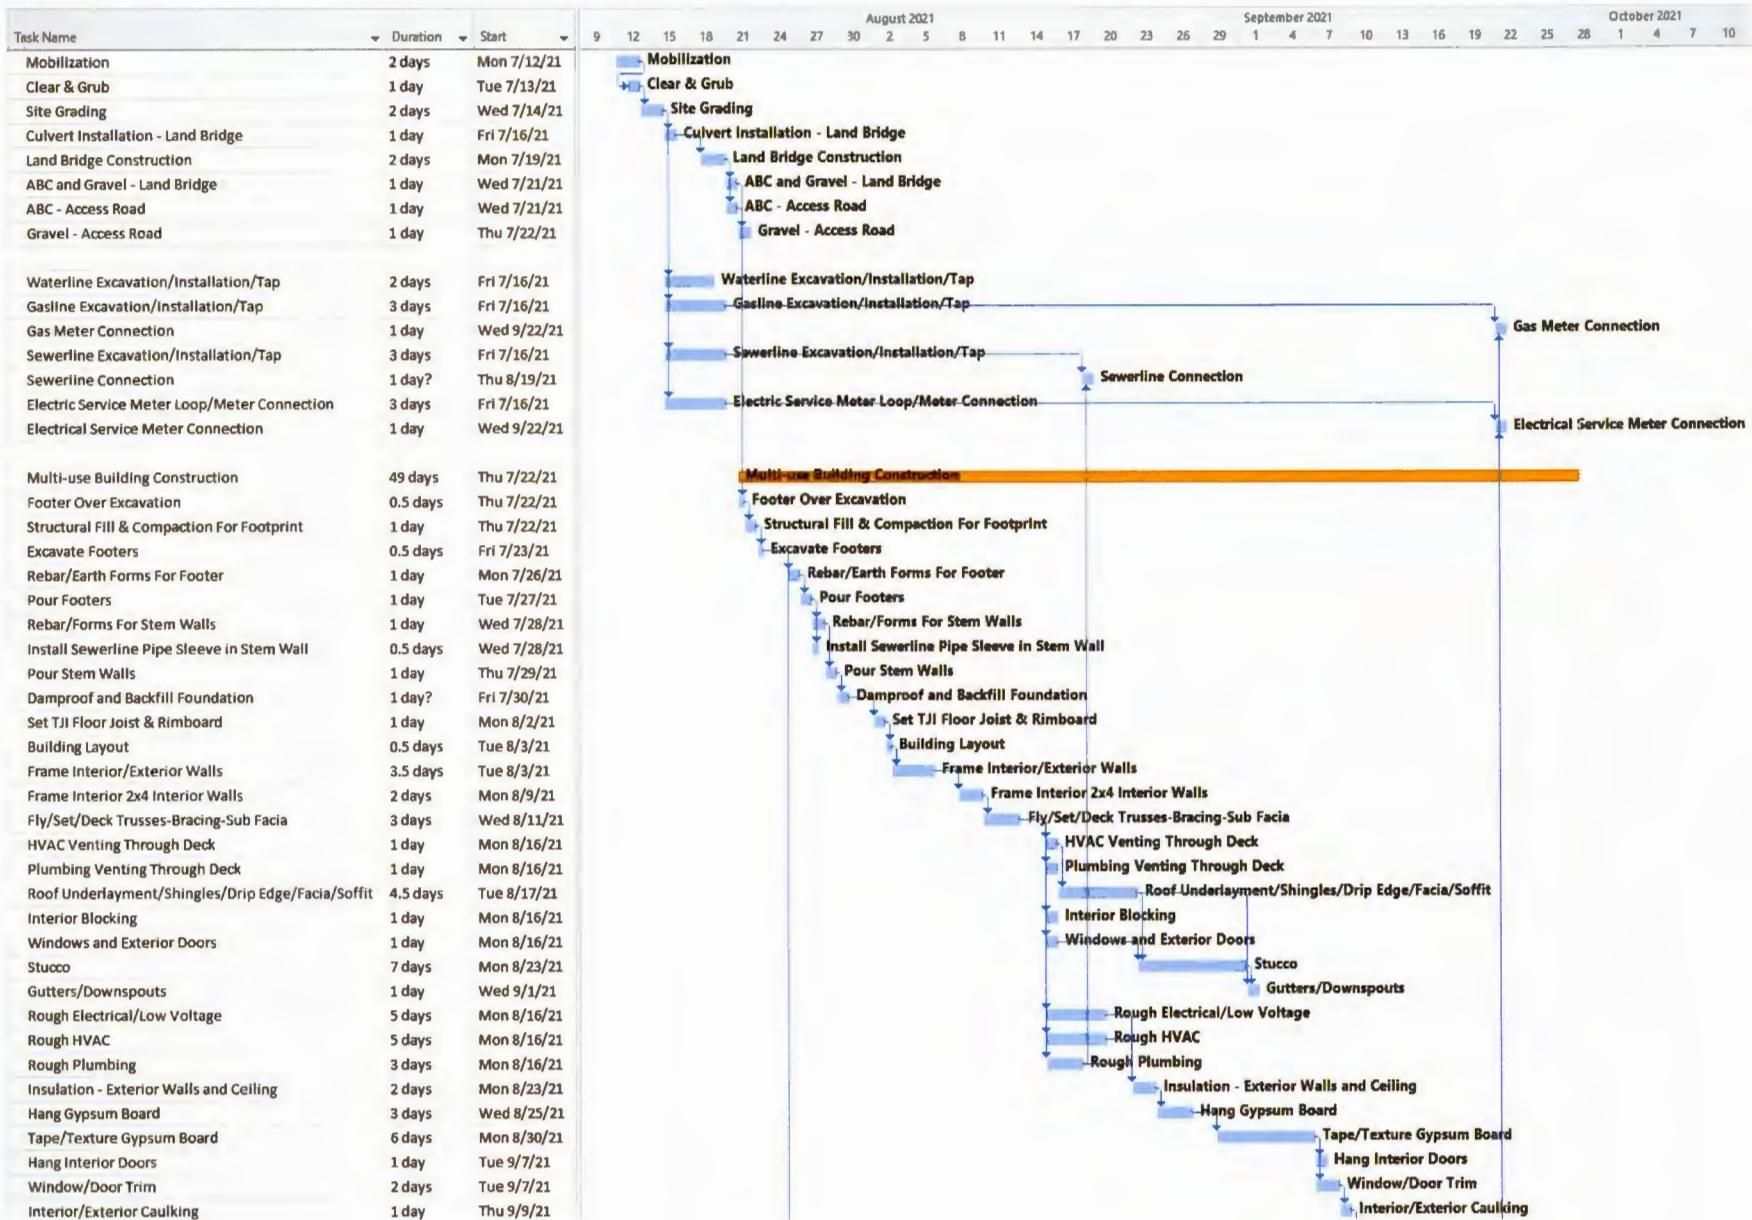 August 2021 September 2021 October 2021
Task Name Duration Start 9 12 15 18 21 24 27 30 2 5 8 11 14 17 20 23 26 29 1 4 7 10 13 16 19 22 25 28 1 4 7 10
Mobilization 2 days Mon 7/12/21 Mobilization
Clear & Grub 1 day Tue 7/13/21 Clear & Grub
Site Grading 2 days Wed 7/14/21 Site Grading
Culvert Installation - Land Bridge 1 day Fri 7/16/21 Culvert Installation - Land Bridge
Land Bridge Construction 2 days Mon 7/19/21 Land Bridge Construction
ABC and Gravel - Land Bridge 1 day Wed 7/21/21 ABC and Gravel - Land Bridge
ABC - Access Road 1 day Wed 7/21/21 ABC - Access Road
Gravel - Access Road 1 day Thu 7/22/21 Gravel - Access Road
Waterline Excavation/Installation/Tap 2 days Fri 7/16/21 Waterline Excavation/Installation/Tap
Gasline Excavation/Installation/Tap 3 days Fri 7/16/21 Gasline Excavation/Installation/Tap
Gas Meter Connection 1 day Wed 9/22/21 Gas Meter Connection
Sewerline Excavation/Installation/Tap 3 days Fri 7/16/21 Sewerline Excavation/Installation/Tap
Sewerline Connection 1 day? Thu 8/19/21 Sewerline Connection
Electric Service Meter Loop/Meter Connection 3 days Fri 7/16/21 Electric Service Meter Loop/Meter Connection
Electrical Service Meter Connection 1 day Wed 9/22/21 Electrical Service Meter Connection
Multi-use Building Construction 49 days Thu 7/22/21 Multi-use Building Construction
Footer Over Excavation 0.5 days Thu 7/22/21 Footer Over Excavation
Structural Fill & Compaction For Footprint 1 day Thu 7/22/21 Structural Fill & Compaction For Footprint
Excavate Footers 0.5 days Fri 7/23/21 Excavate Footers
Rebar/Earth Forms For Footer 1 day Mon 7/26/21 Rebar/Earth Forms For Footer
Pour Footers 1 day Tue 7/27/21 Pour Footers
Rebar/Forms For Stem Walls 1 day Wed 7/28/21 Rebar/Forms For Stem Walls
Install Sewerline Pipe Sleeve in Stem Wall 0.5 days Wed 7/28/21 Install Sewerline Pipe Sleeve in Stem Wall
Pour Stem Walls 1 day Thu 7/29/21 Pour Stem Walls
Damproof and Backfill Foundation 1 day? Fri 7/30/21 Damproof and Backfill Foundation
Set TJI Floor Joist & Rimboard 1 day Mon 8/2/21 Set TJI Floor Joist & Rimboard
Building Layout 0.5 days Tue 8/3/21 Building Layout
Frame Interior/Exterior Walls 3.5 days Tue 8/3/21 Frame Interior/Exterior Walls
Frame Interior 2x4 Interior Walls 2 days Mon 8/9/21 Frame Interior 2x4 Interior Walls
Fly/Set/Deck Trusses-Bracing-Sub Facia 3 days Wed 8/11/21 Fly/Set/Deck Trusses-Bracing-Sub Facia
HVAC Venting Through Deck 1 day Mon 8/16/21 HVAC Venting Through Deck
Plumbing Venting Through Deck 1 day Mon 8/16/21 Plumbing Venting Through Deck
Roof Underlayment/Shingles/Drip Edge/Facia/Soffit 4.5 days Tue 8/17/21 Roof Underlayment/Shingles/Drip Edge/Facia/Soffit
Interior Blocking 1 day Mon 8/16/21 Interior Blocking
Windows and Exterior Doors 1 day Mon 8/16/21 Windows and Exterior Doors
Stucco 7 days Mon 8/23/21 Stucco
Gutters/Downspouts 1 day Wed 9/1/21 Gutters/Downspouts
Rough Electrical/Low Voltage 5 days Mon 8/16/21 Rough Electrical/Low Voltage
Rough HVAC 5 days Mon 8/16/21 Rough HVAC
Rough Plumbing 3 days Mon 8/16/21 Rough Plumbing
Insulation - Exterior Walls and Ceiling 2 days Mon 8/23/21 Insulation - Exterior Walls and Ceiling
Hang Gypsum Board 3 days Wed 8/25/21 Hang Gypsum Board
Tape/Texture Gypsum Board 6 days Mon 8/30/21 Tape/Texture Gypsum Board
Hang Interior Doors 1 day Tue 9/7/21 Hang Interior Doors
Window/Door Trim 2 days Tue 9/7/21 Window/Door Trim
Interior/Exterior Caulking 1 day Thu 9/9/21 Interior/Exterior Caulking